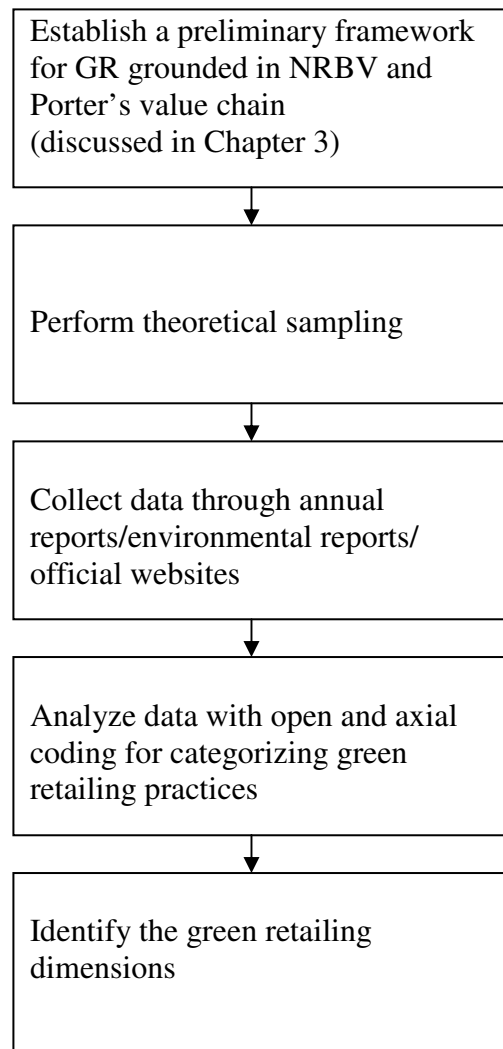 Establish a preliminary framework
for GR grounded in NRBV and
Porter's value chain
(discussed in Chapter 3)
Perform theoretical sampling
Collect data through annual
reports/environmental reports/
official websites
Analyze data with open and axial
coding for categorizing green
retailing practices
Identify the green retailing
dimensions